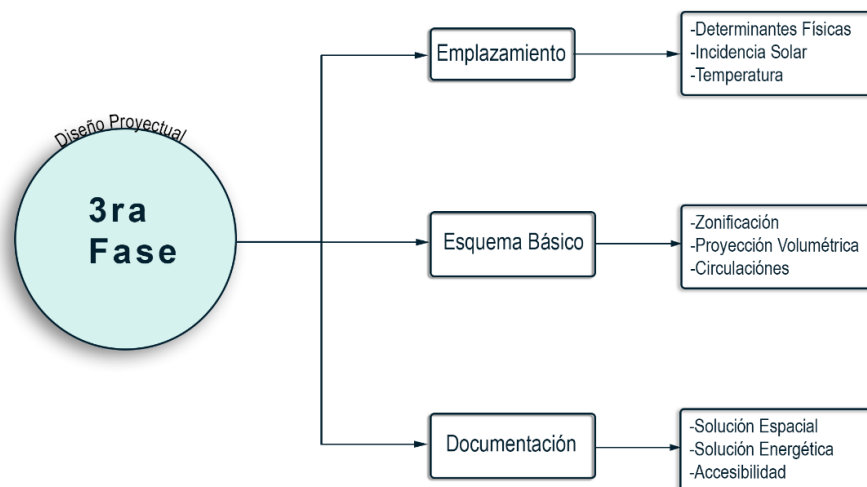 Diseño Proyectual
3ra
Fase
Emplazamiento
-Determinantes Físicas
-Incidencia Solar
-Temperatura
Esquema Básico
-Zonificación
-Proyección Volumétrica
-Circulaciónes
Documentación
-Solución Espacial
-Solución Energética
-Accesibilidad